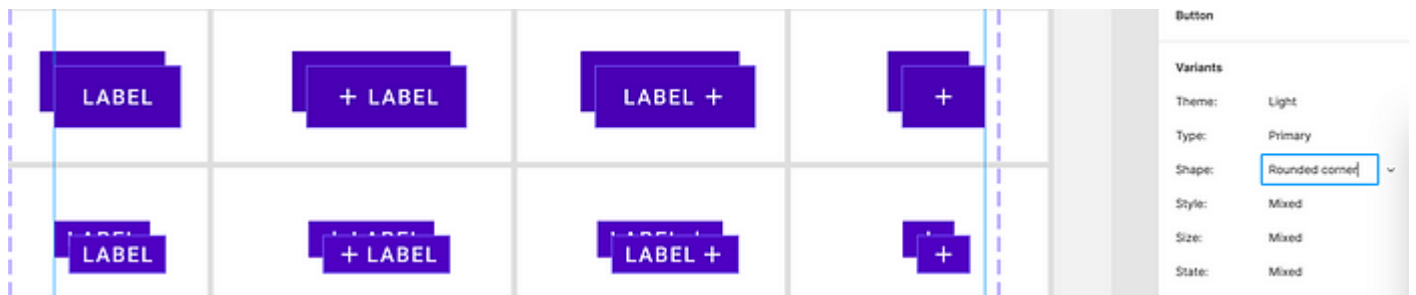 Button
Variants
Theme: Light
Type: Primary
Shape: Rounded corner
Style: Mixed
Size: Mixed
State: Mixed
LABEL + LABEL LABEL + +
LABEL + LABEL LABEL + +